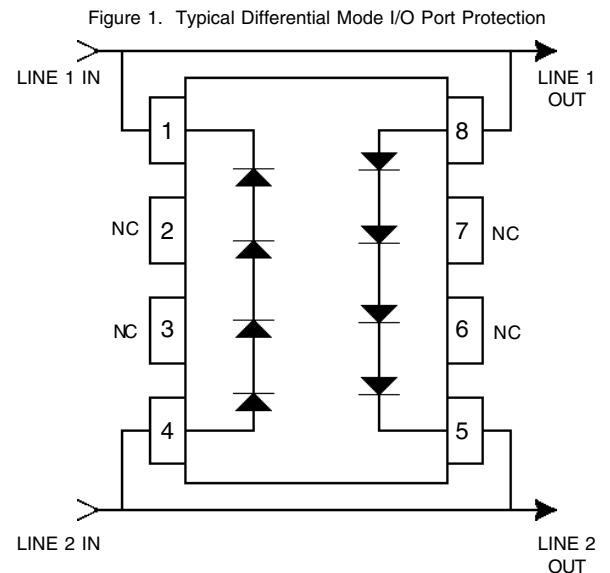 Figure 1. Typical Differential Mode I/O Port Protection
LINE 1 IN
LINE 1
OUT
1
8
NC
2
7
NC
NC
3
6
NC
4
5
LINE 2 IN
LINE 2
OUT